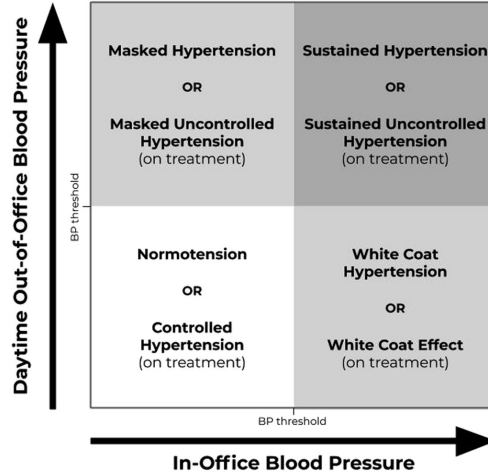 Daytime Out-of-Office Blood Pressure
Masked Hypertension
OR
Masked Uncontrolled
Hypertension
(on treatment)
Sustained Hypertension
OR
Sustained Uncontrolled
Hypertension
(on treatment)
BP threshold
Normotension
OR
Controlled
Hypertension
(on treatment)
White Coat
Hypertension
OR
White Coat Effect
(on treatment)
BP threshold
In-Office Blood Pressure